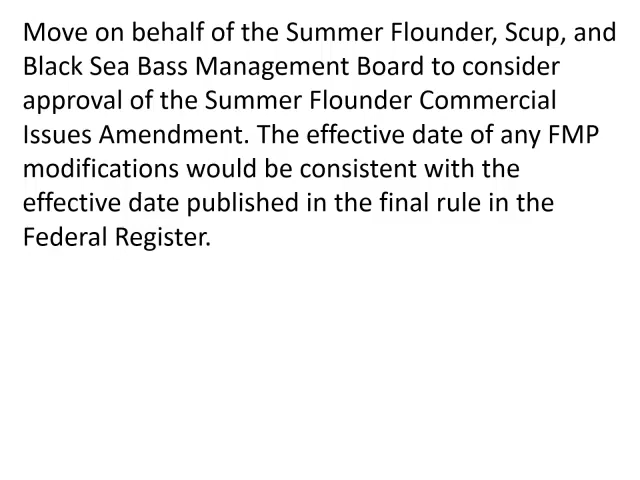 Move on behalf of the Summer Flounder, Scup, and
Black Sea Bass Management Board to consider
approval of the Summer Flounder Commercial
Issues Amendment. The effective date of any FMP
modifications would be consistent with the
effective date published in the final rule in the
Federal Register.